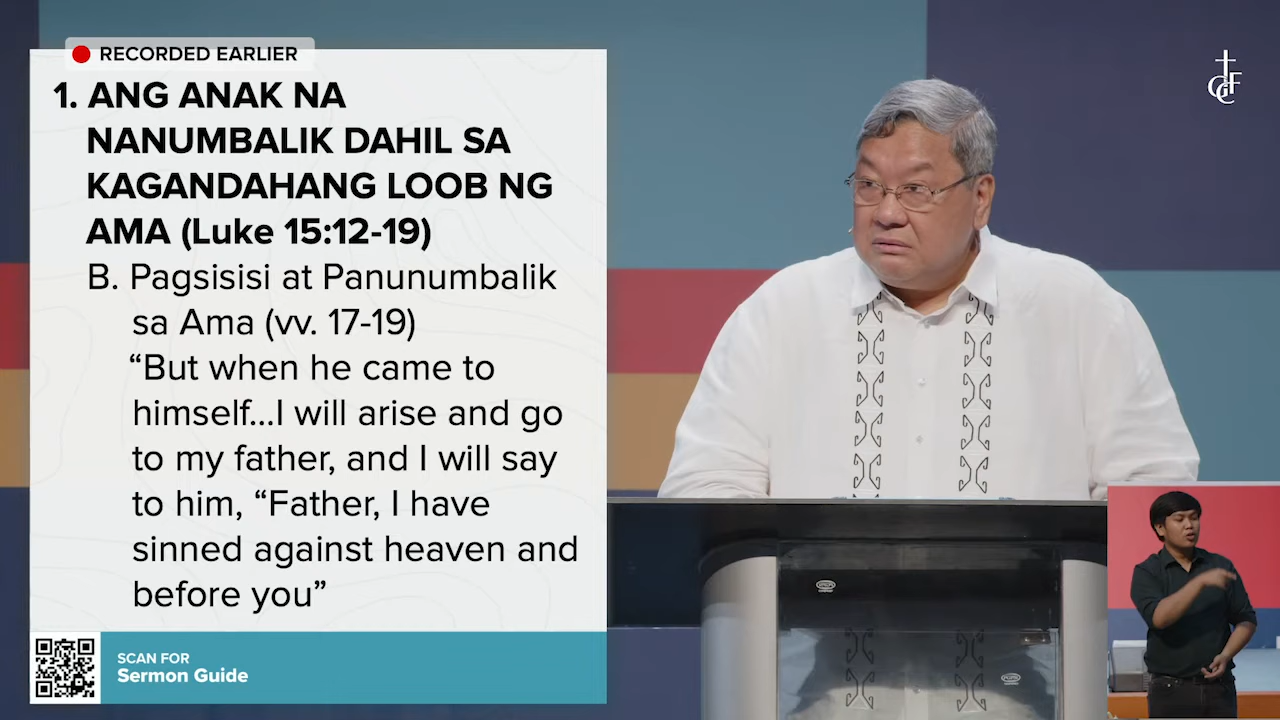 RECORDED EARLIER
1. ANG ANAK NA
NANUMBALIK DAHIL SA
KAGANDAHANG LOOB NG
AMA (Luke 15:12-19)
B. Pagsisisi at Panunumbalik
sa Ama (vv. 17-19)
“But when he came to
himself...I will arise and go
to my father, and I will say
to him, “Father, I have
sinned against heaven and
before you”
SCAN FOR
Sermon Guide
GCF